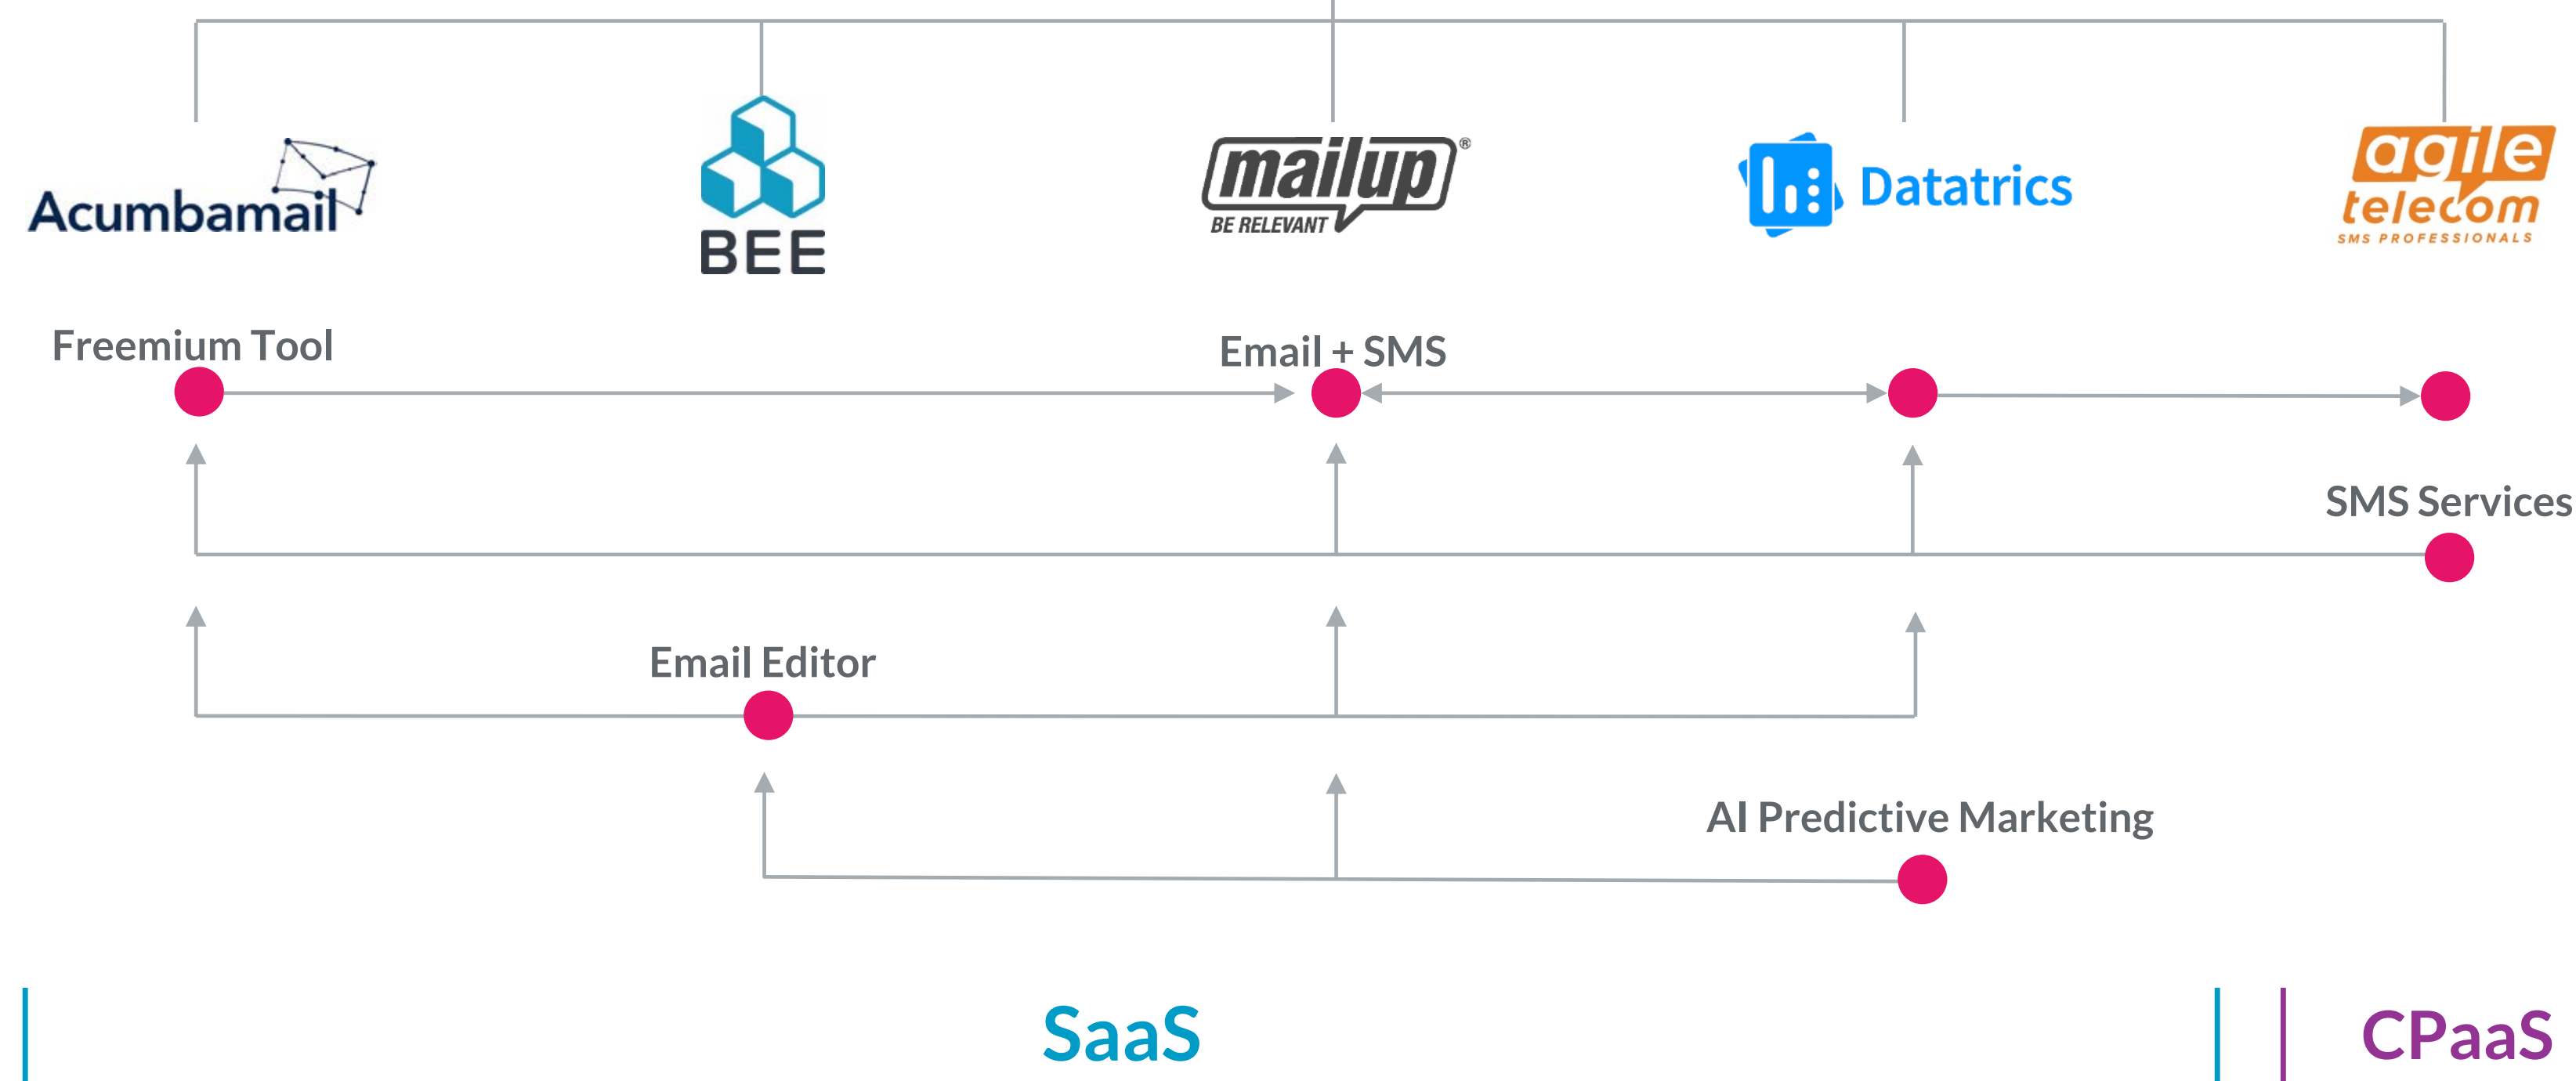 Acumbamail
BEE
mailup®
BE RELEVANT
Datatrics
agile
telecom
SMS PROFESSIONALS
Freemium Tool
Email + SMS
SMS Services
Email Editor
AI Predictive Marketing
SaaS
CPaaS